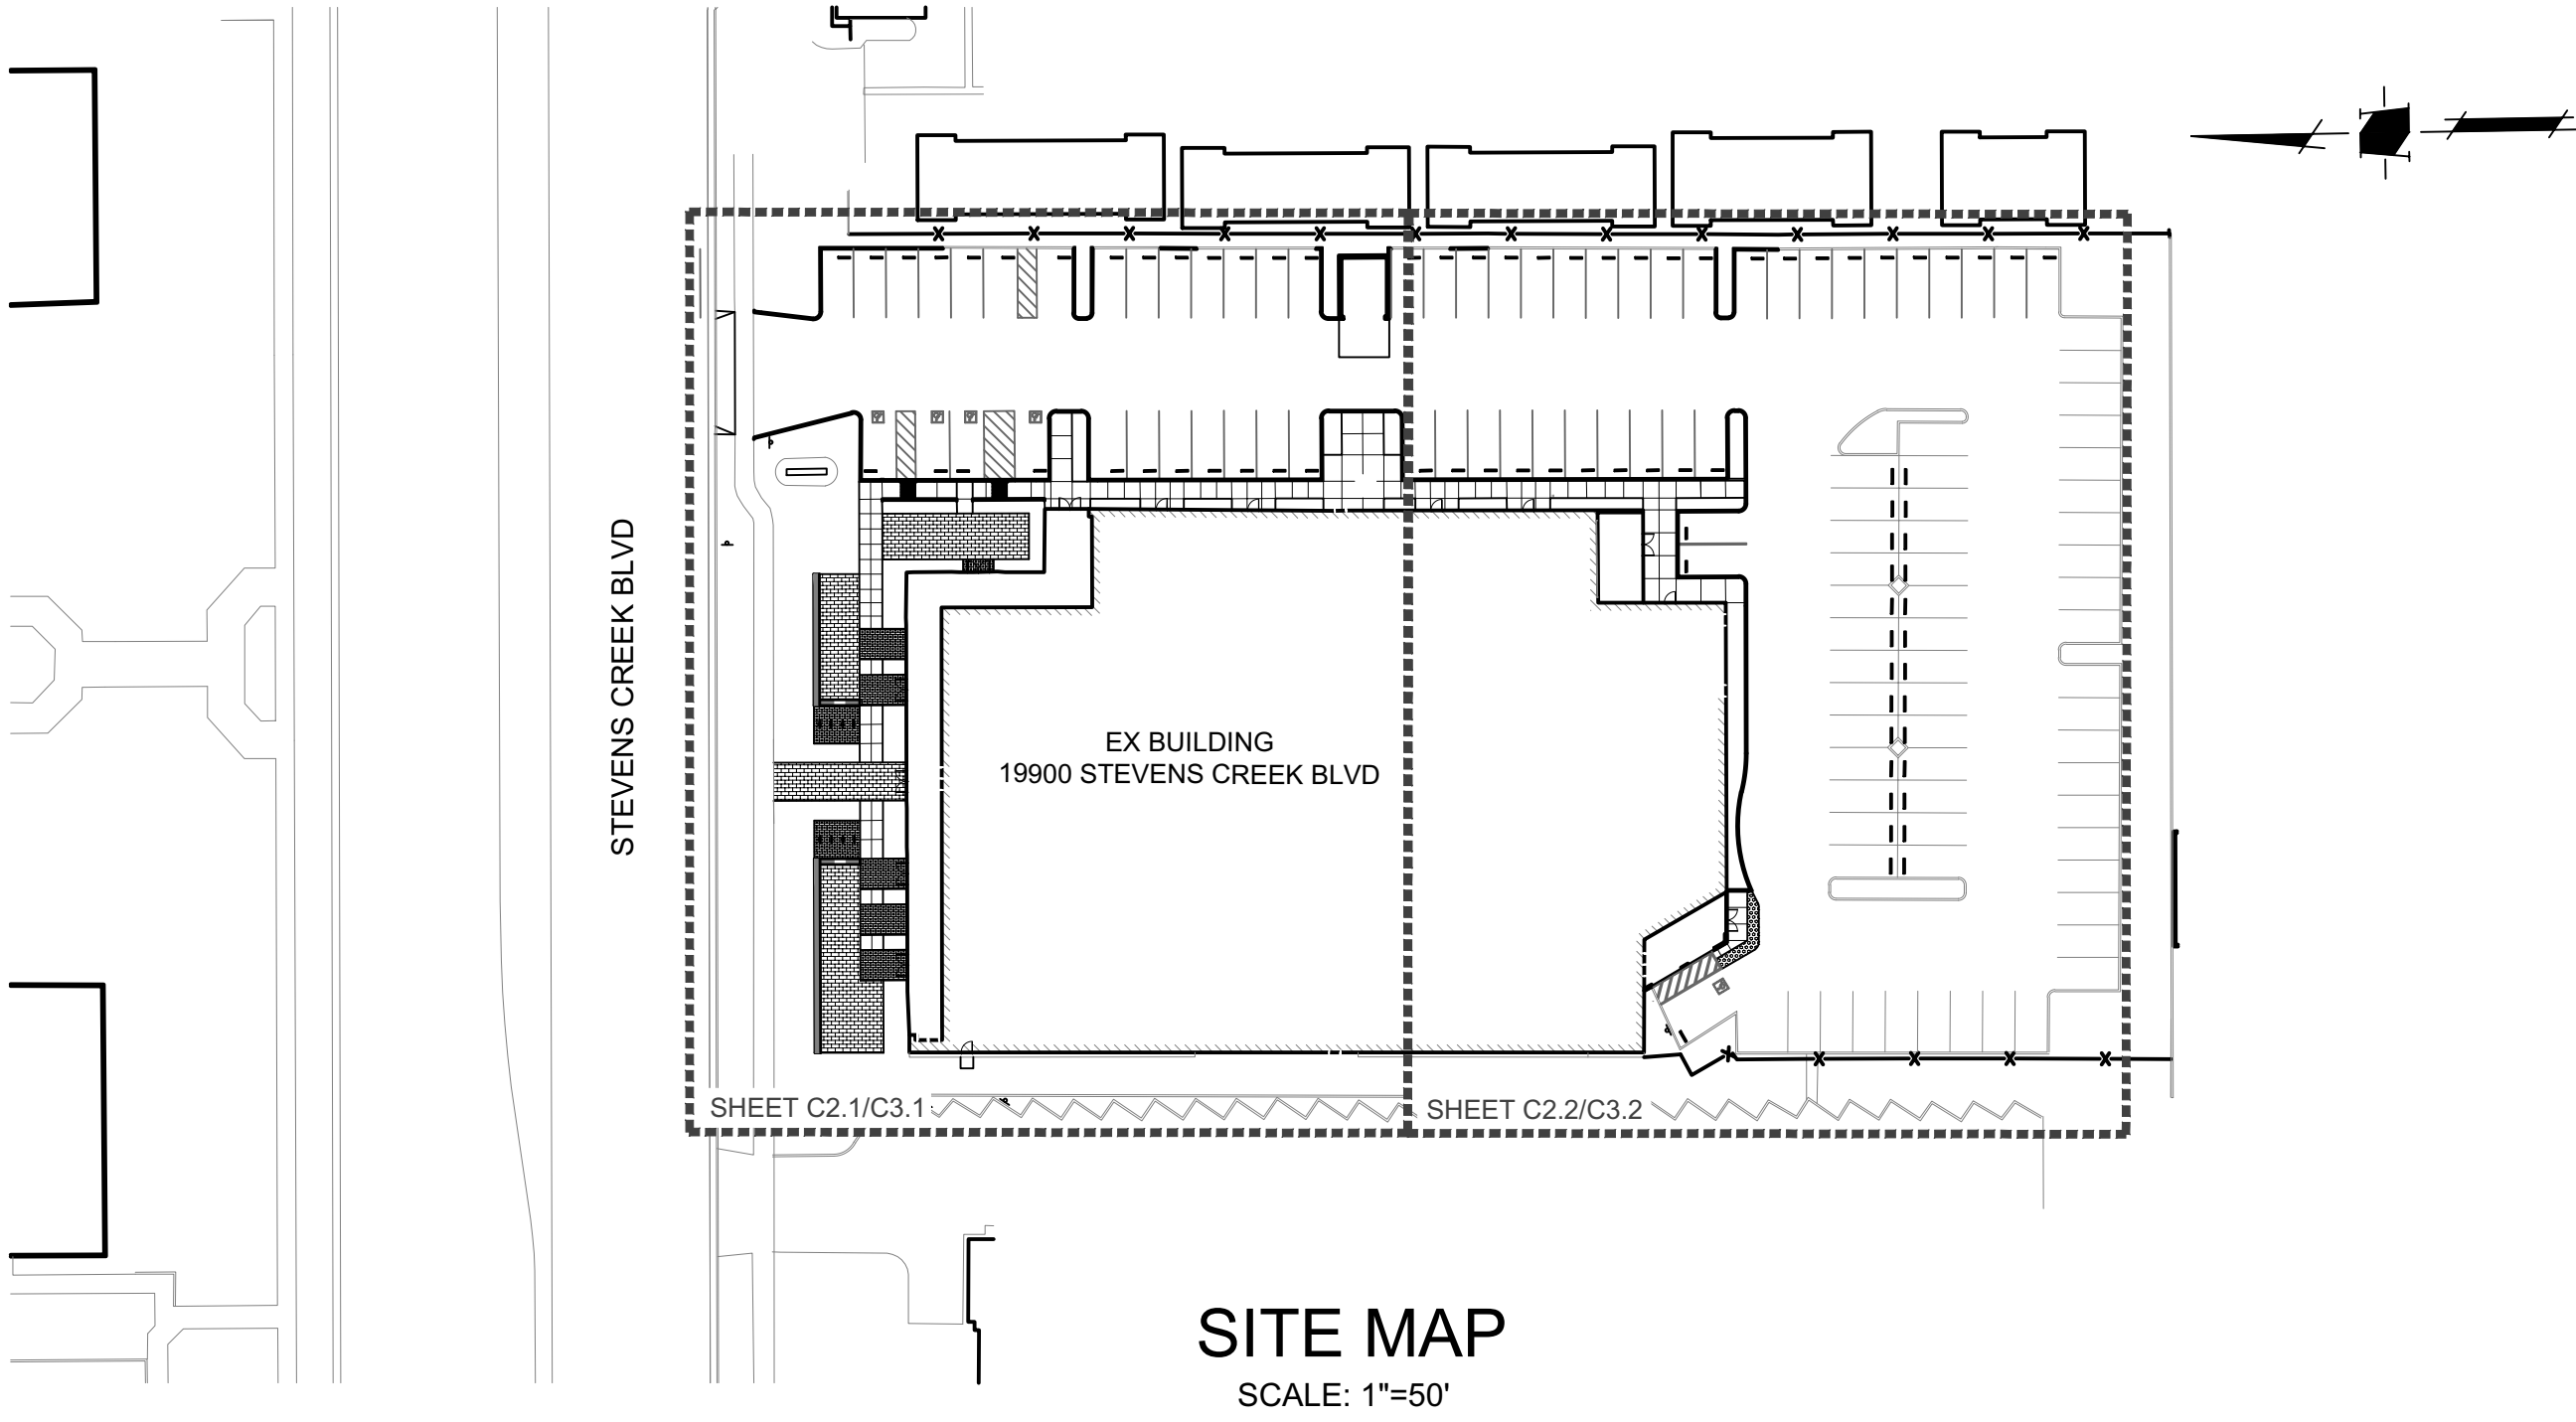 STEVENS CREEK BLVD
EX BUILDING
19900 STEVENS CREEK BLVD
SHEET C2.1/C3.1
SHEET C2.2/C3.2
SITE MAP
SCALE: 1"=50'